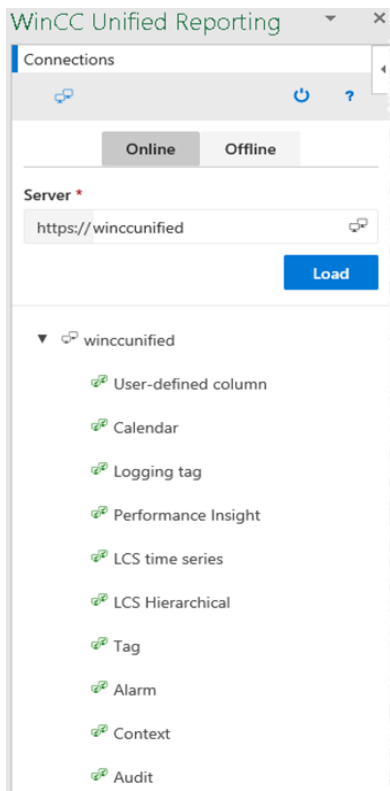 WinCC Unified Reporting
Connections
?
Online Offline
Server *
https:// winccunified
Load
winccunified
User-defined column
Calendar
Logging tag
Performance Insight
LCS time series
LCS Hierarchical
Tag
Alarm
Context
Audit